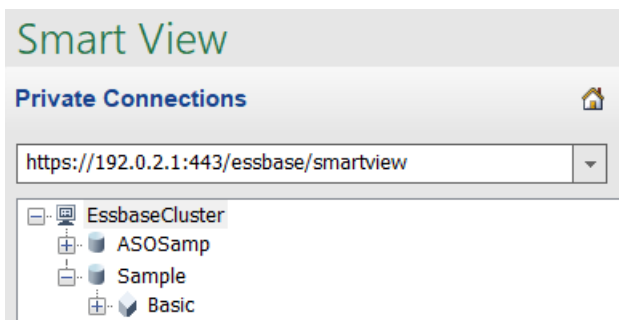 Smart View
Private Connections
https://192.0.2.1:443/essbase/smartview
EssbaseCluster
ASOSamp
Sample
Basic